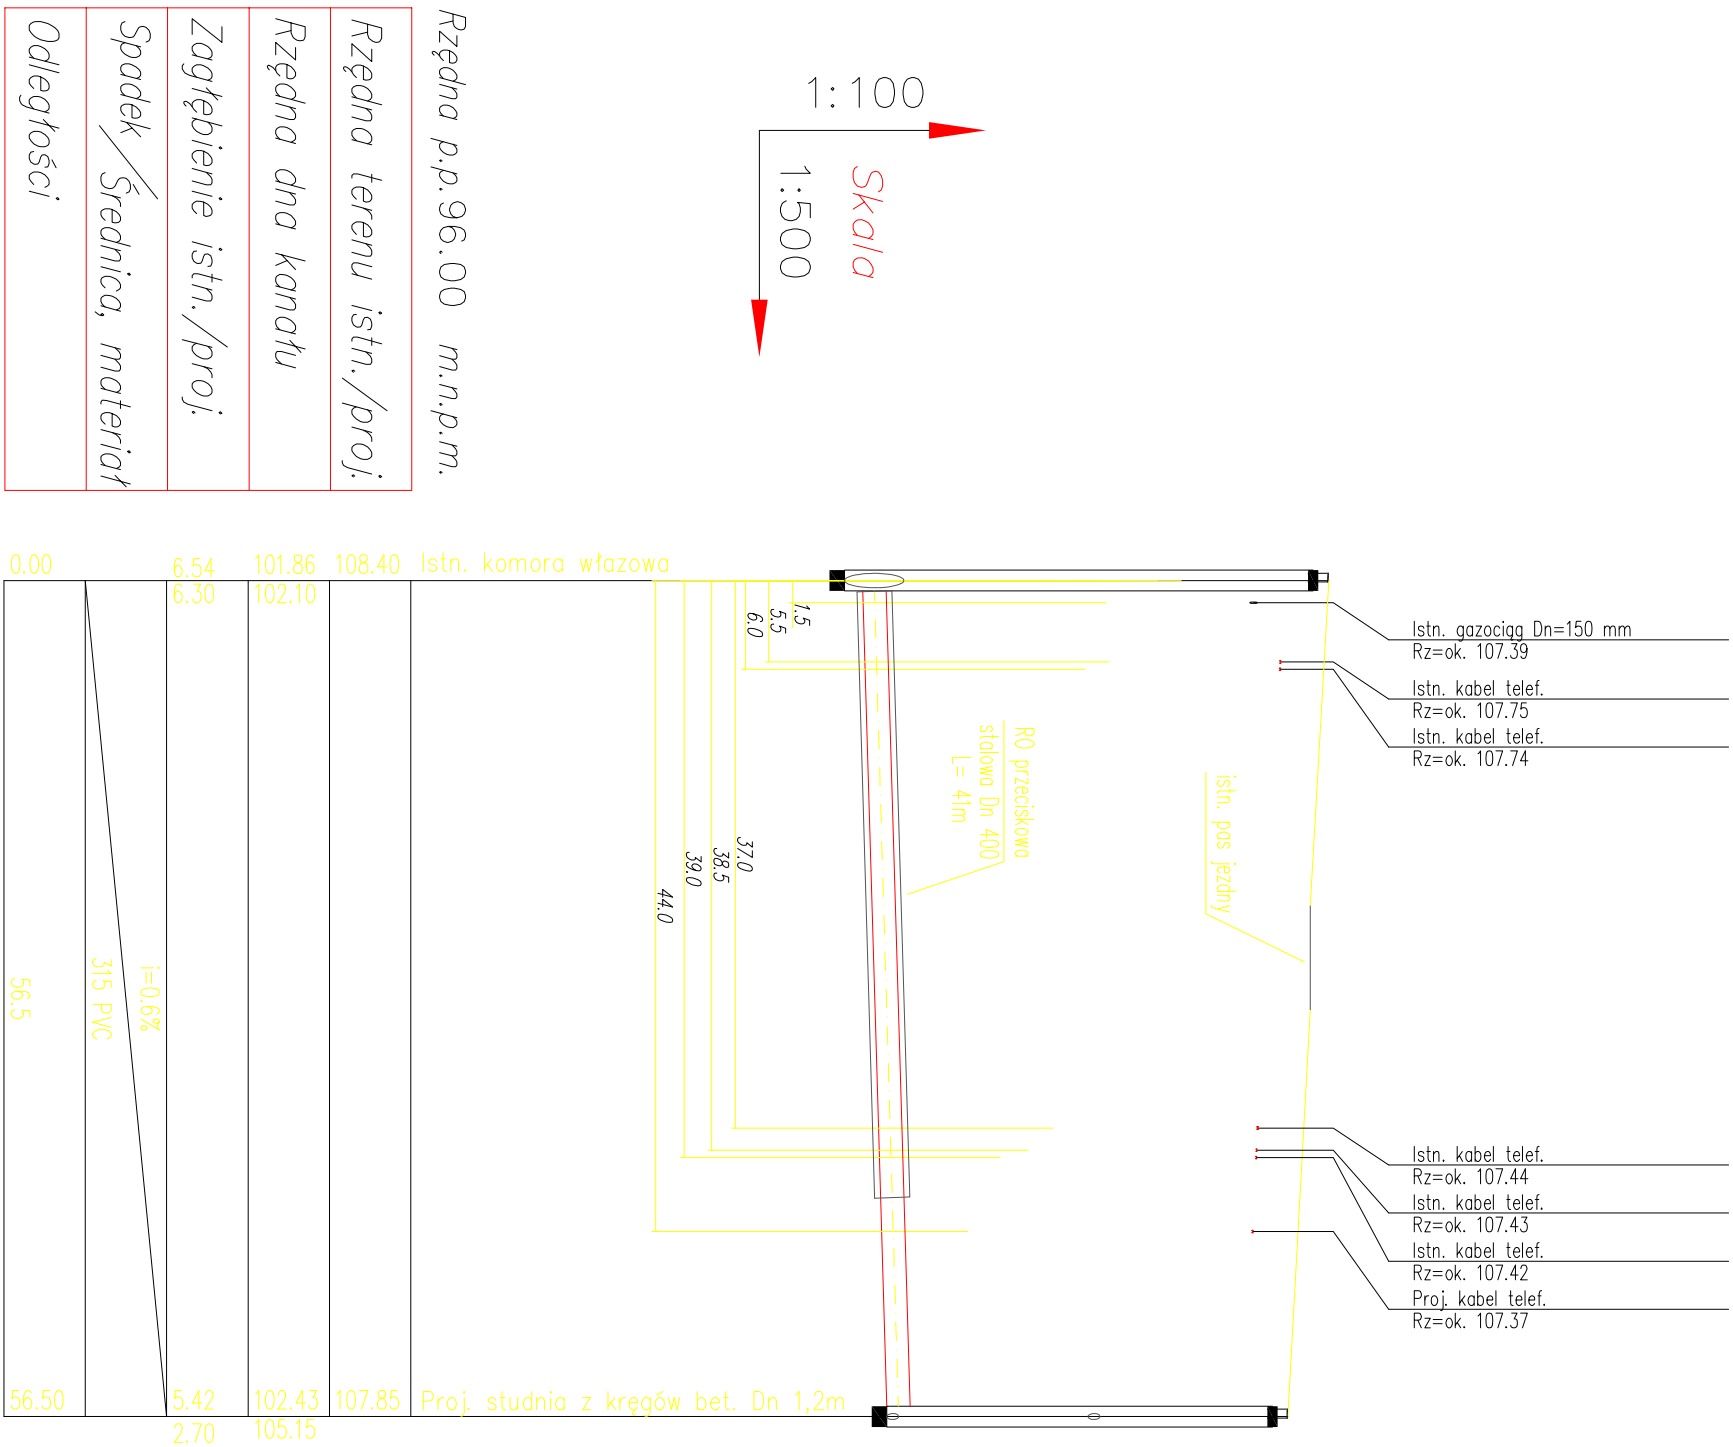 Rzędna p.p.96.00 m.n.p.m.
Rzędna terenu istn./proj.
Rzędna dna kanału
Zagłębienie istn./proj.
Spadek / Średnica, materiał
Odległości
1:100
1:500
Skala
0.00
6.54
101.86
108.40
Istn. komora włazowa
6.30
102.10
1.5
5.5
6.0
37.0
38.5
39.0
44.0
RO przeciskowa
stalowa Dn 400
L= 41m
istn. pas jezdny
Istn. gazociąg Dn=150 mm
Rz=ok. 107.39
Istn. kabel telef.
Rz=ok. 107.75
Istn. kabel telef.
Rz=ok. 107.74
Istn. kabel telef.
Rz=ok. 107.44
Istn. kabel telef.
Rz=ok. 107.43
Istn. kabel telef.
Rz=ok. 107.42
Proj. kabel telef.
Rz=ok. 107.37
i=0.6%
315 PVC
56.5
56.50
5.42
102.43
107.85
Proj. studnia z kręgów bet. Dn 1,2m
2.70
105.15